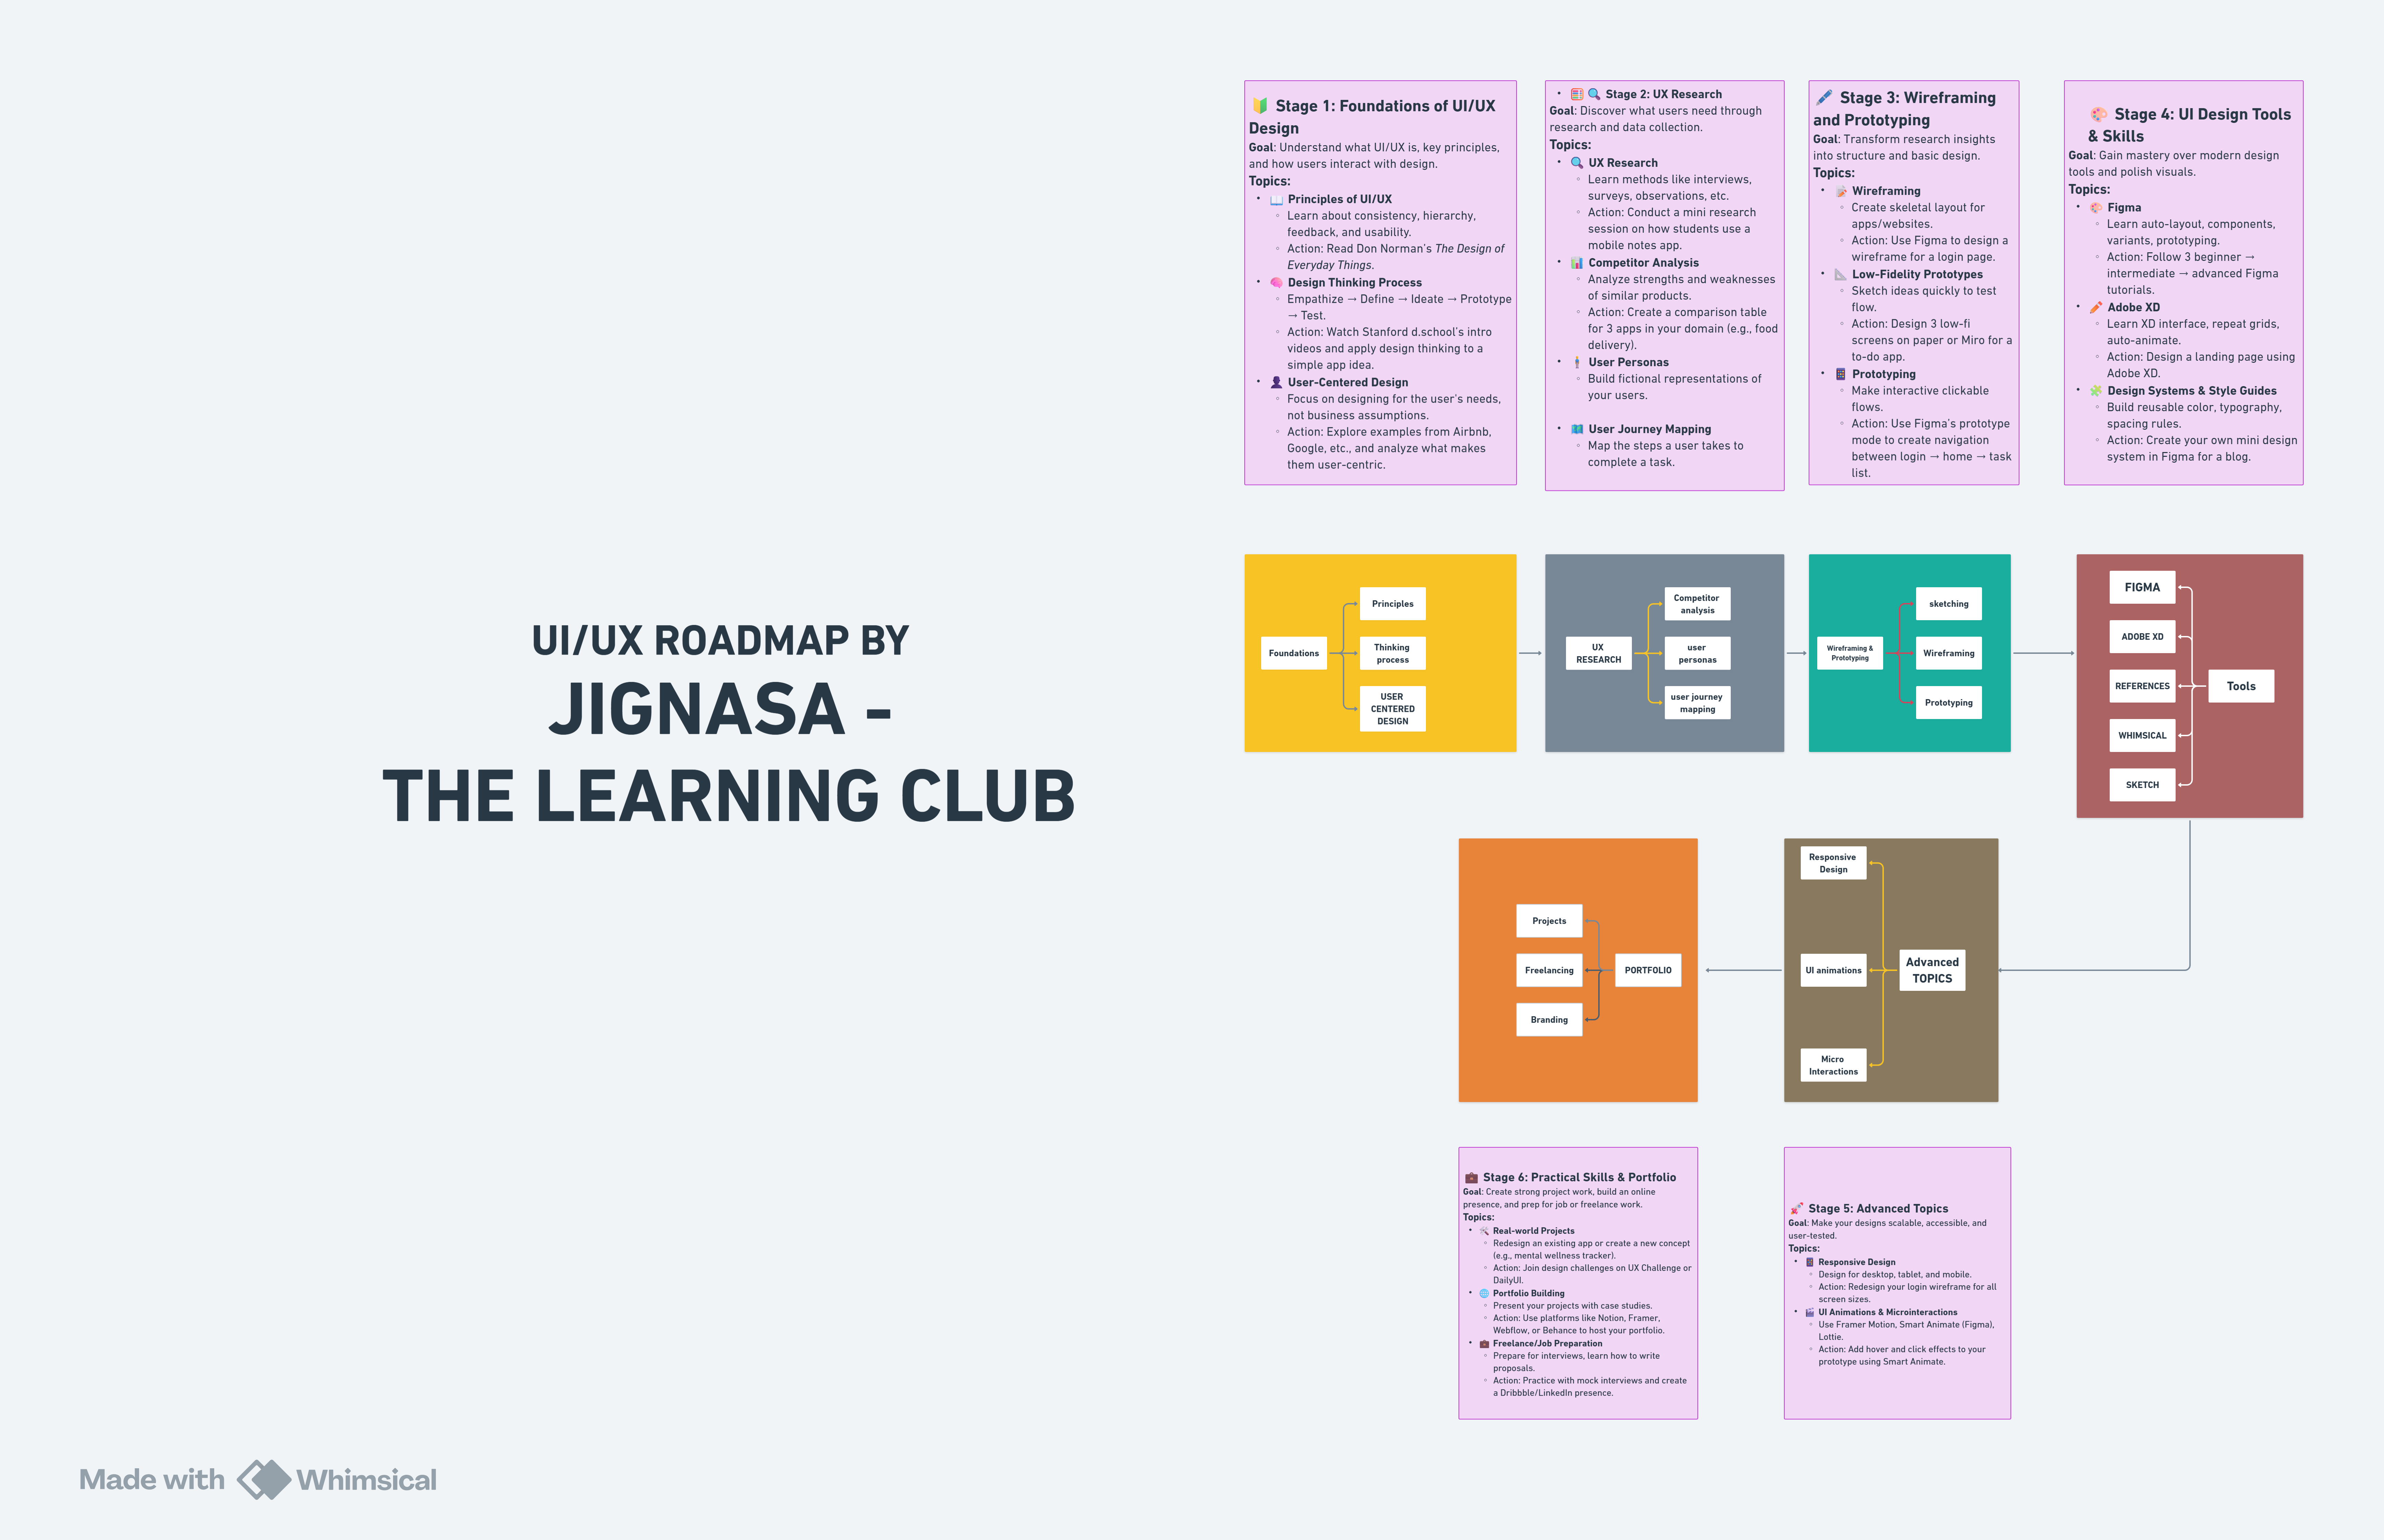 UI/UX ROADMAP BY
JIGNASA -
THE LEARNING CLUB
Stage 1: Foundations of UI/UX
Design
Goal: Understand what UI/UX is, key principles,
and how users interact with design.
Topics:
Principles of UI/UX
Learn about consistency, hierarchy,
feedback, and usability.
Action: Read Don Norman's The Design of
Everyday Things.
Design Thinking Process
Empathize → Define → Ideate → Prototype
→ Test.
Action: Watch Stanford d.school's intro
videos and apply design thinking to a
simple app idea.
User-Centered Design
Focus on designing for the user's needs,
not business assumptions.
Action: Explore examples from Airbnb,
Google, etc., and analyze what makes
them user-centric.
Stage 2: UX Research
Goal: Discover what users need through
research and data collection.
Topics:
UX Research
Learn methods like interviews,
surveys, observations, etc.
Action: Conduct a mini research
session on how students use a
mobile notes app.
Competitor Analysis
Analyze strengths and weaknesses
of similar products.
Action: Create a comparison table
for 3 apps in your domain (e.g., food
delivery).
User Personas
Build fictional representations of
your users.
User Journey Mapping
Map the steps a user takes to
complete a task.
Stage 3: Wireframing
and Prototyping
Goal: Transform research insights
into structure and basic design.
Topics:
Wireframing
Create skeletal layout for
apps/websites.
Action: Use Figma to design a
wireframe for a login page.
Low-Fidelity Prototypes
Sketch ideas quickly to test
flow.
Action: Design 3 low-fi
screens on paper or Miro for a
to-do app.
Prototyping
Make interactive clickable
flows.
Action: Use Figma's prototype
mode to create navigation
between login → home → task
list.
Stage 4: UI Design Tools
& Skills
Goal: Gain mastery over modern design
tools and polish visuals.
Topics:
Figma
Learn auto-layout, components,
variants, prototyping.
Action: Follow 3 beginner →
intermediate → advanced Figma
tutorials.
Adobe XD
Learn XD interface, repeat grids,
auto-animate.
Action: Design a landing page using
Adobe XD.
Design Systems & Style Guides
Build reusable color, typography,
spacing rules.
Action: Create your own mini design
system in Figma for a blog.
Foundations
Principles
Thinking
process
USER
CENTERED
DESIGN
UX
RESEARCH
Competitor
analysis
user
personas
user journey
mapping
Wireframing &
Prototyping
sketching
Wireframing
Prototyping
FIGMA
ADOBE XD
REFERENCES
WHIMSICAL
SKETCH
Tools
Projects
Freelancing
Branding
PORTFOLIO
Responsive
Design
UI animations
Micro
Interactions
Advanced
TOPICS
Stage 6: Practical Skills & Portfolio
Goal: Create strong project work, build an online
presence, and prep for job or freelance work.
Topics:
Real-world Projects
Redesign an existing app or create a new concept
(e.g., mental wellness tracker).
Action: Join design challenges on UX Challenge or
DailyUI.
Portfolio Building
Present your projects with case studies.
Action: Use platforms like Notion, Framer,
Webflow, or Behance to host your portfolio.
Freelance/Job Preparation
Prepare for interviews, learn how to write
proposals.
Action: Practice with mock interviews and create
a Dribbble/LinkedIn presence.
Stage 5: Advanced Topics
Goal: Make your designs scalable, accessible, and
user-tested.
Topics:
Responsive Design
Design for desktop, tablet, and mobile.
Action: Redesign your login wireframe for all
screen sizes.
UI Animations & Microinteractions
Use Framer Motion, Smart Animate (Figma),
Lottie.
Action: Add hover and click effects to your
prototype using Smart Animate.
Made with Whimsical